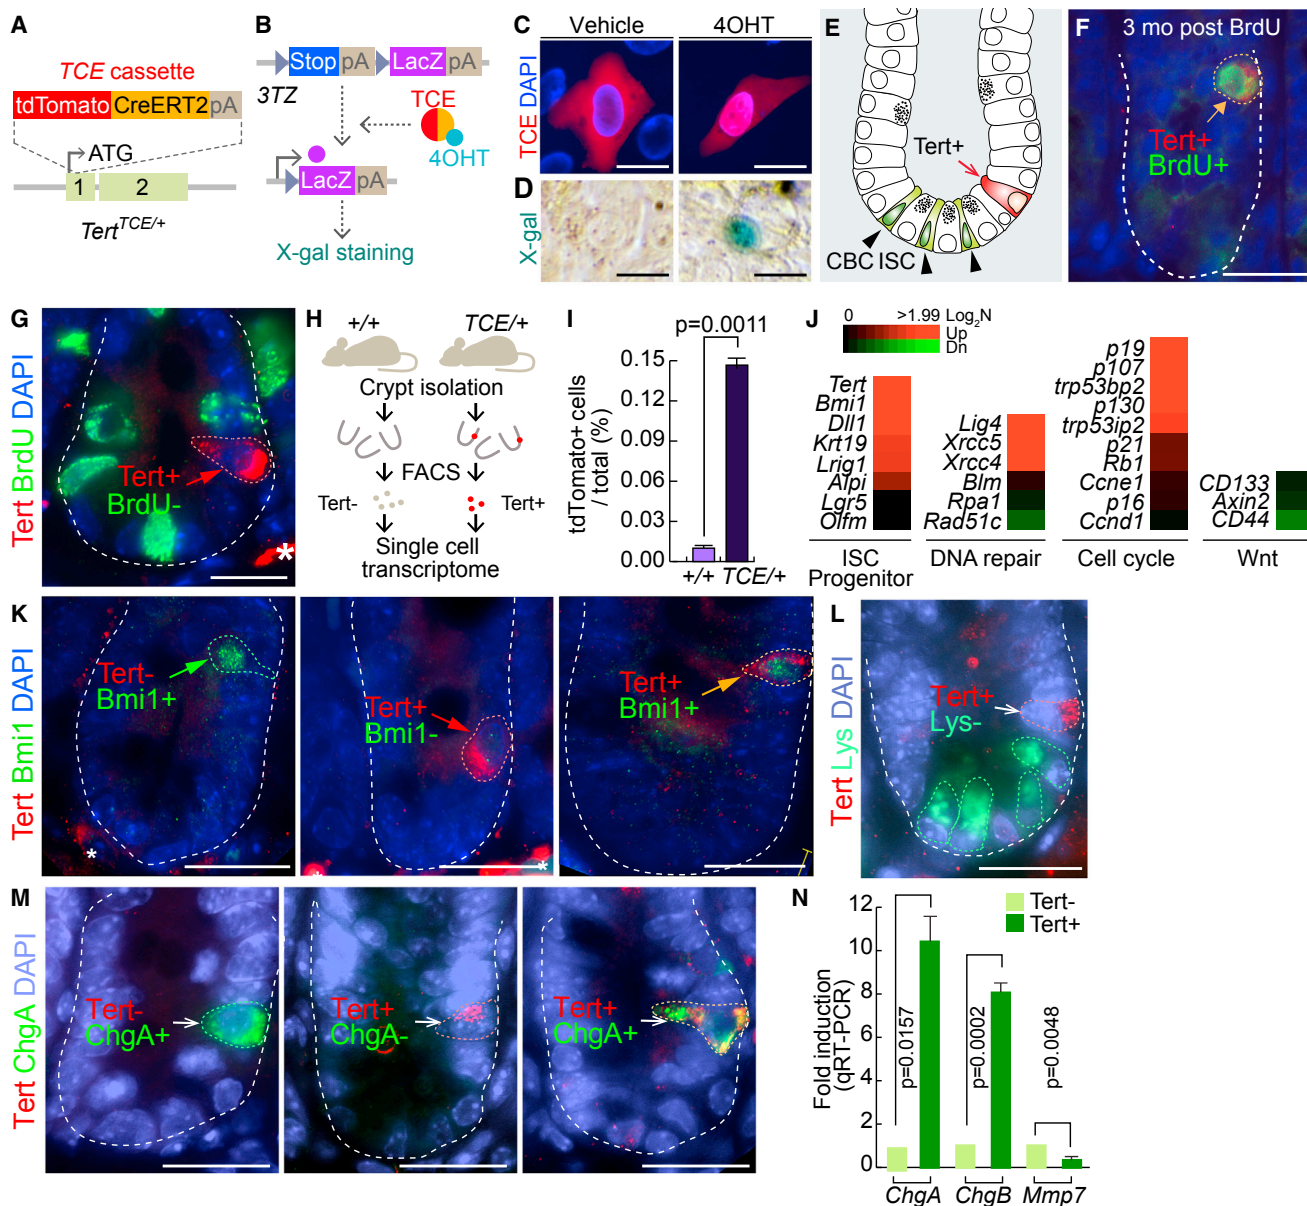 A
TCE cassette
tdTomato CreERT2 pA
ATG
1 2
Tert^TCE/+
B
Stop pA LacZ pA
3TZ
TCE
4OHT
LacZ pA
X-gal staining
C
Vehicle 4OHT
TCE DAPI
D
X-gal
E
Tert+
CBC ISC
F
3 mo post BrdU
Tert+
BrdU+
G
Tert BrdU DAPI
Tert+
BrdU-
*
H
+/+ TCE/+
Crypt isolation
FACS
Tert- Tert+
Single cell
transcriptome
I
p=0.0011
tdTomato+ cells
/ total (%)
0.15
0.12
0.09
0.06
0.03
0.00
+/+ TCE/+
J
0 >1.99 Log2N
Up
Dn
Tert
Bmi1
Dll1
Krt19
Lrig1
Alpi
Lgr5
Olfm
ISC
Progenitor
Lig4
Xrcc5
Xrcc4
Blm
Rpa1
Rad51c
DNA repair
p19
p107
trp53bp2
p130
trp53ip2
p21
Rb1
Ccne1
p16
Ccnd1
Cell cycle
CD133
Axin2
CD44
Wnt
K
Tert Bmi1 DAPI
Tert-
Bmi1+
*
Tert+
Bmi1-
*
*
Tert+
Bmi1+
L
Tert Lys DAPI
Tert+
Lys-
M
Tert ChgA DAPI
Tert-
ChgA+
Tert+
ChgA-
Tert+
ChgA+
N
Tert-
Tert+
Fold induction
(qRT-PCR)
12
10
8
6
4
2
0
p=0.0157
p=0.0002
p=0.0048
ChgA ChgB Mmp7